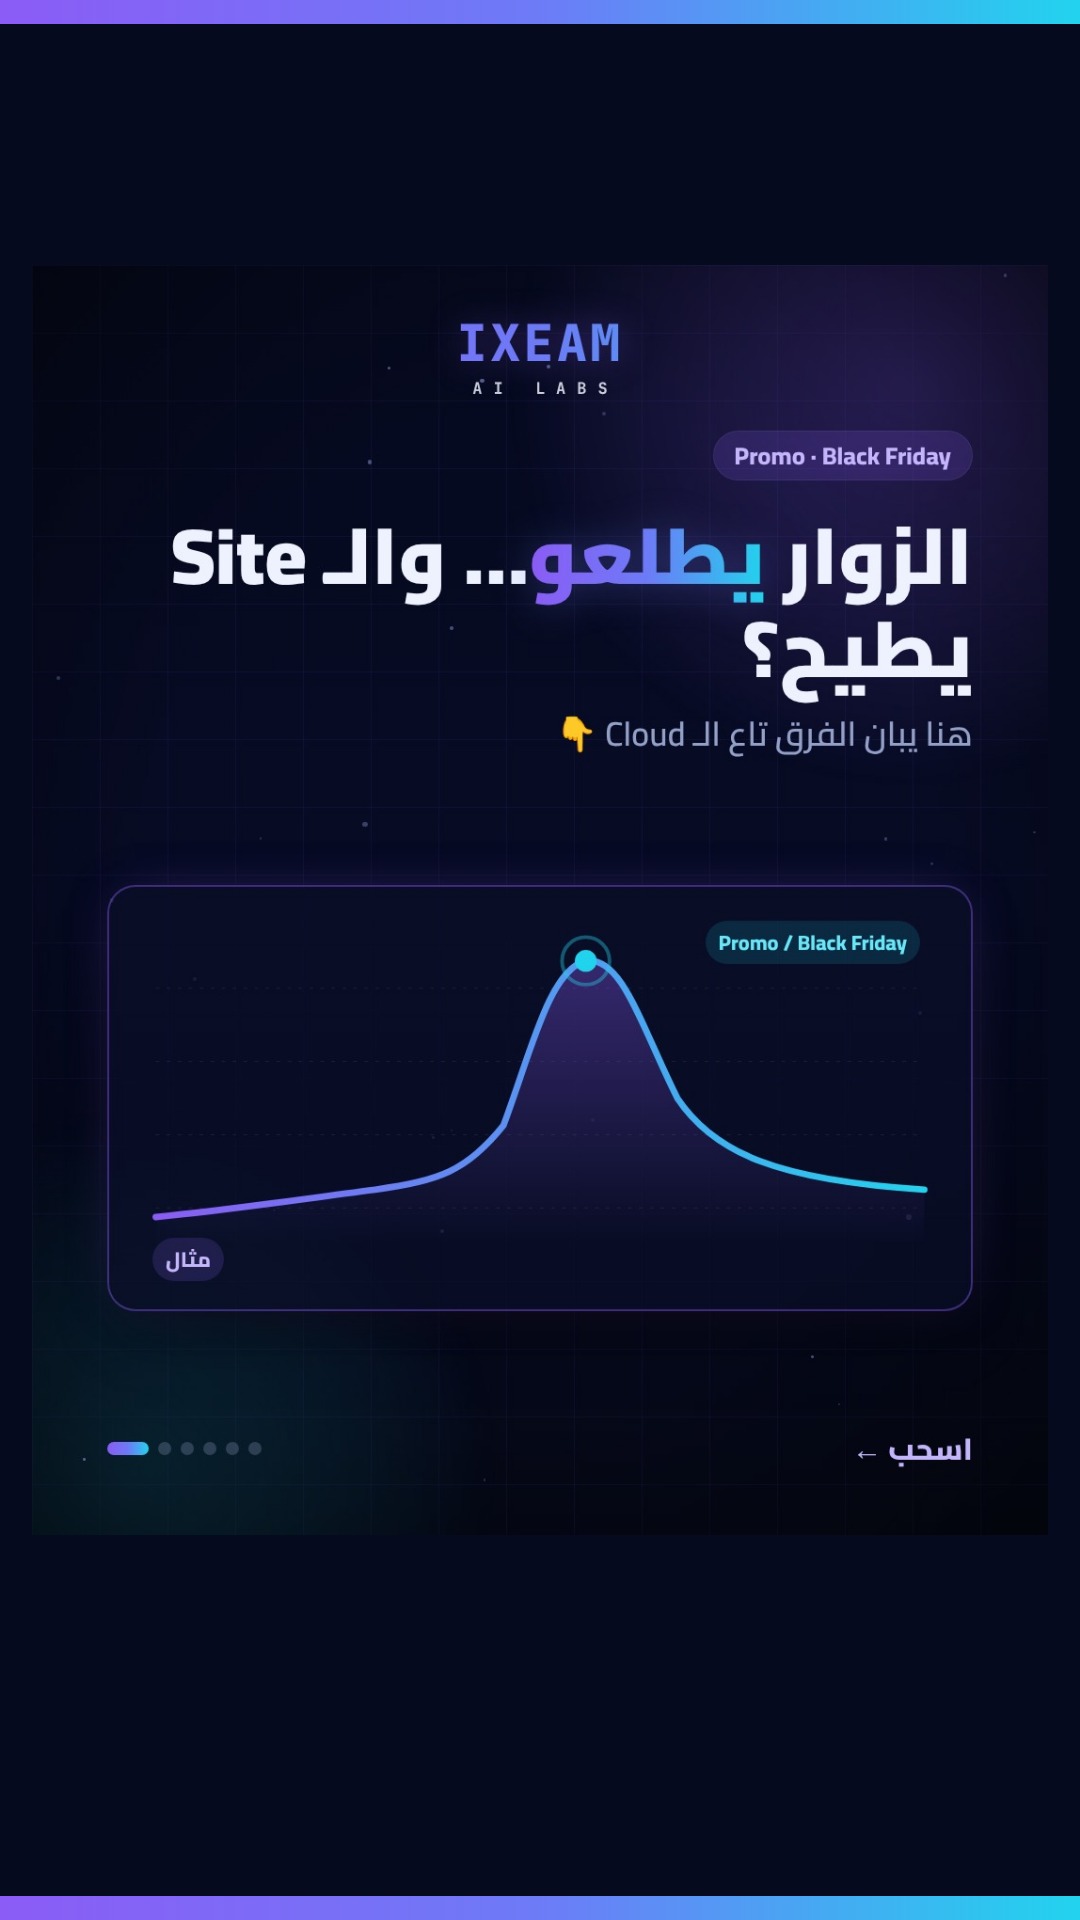 IXEAM
AI LABS
Promo · Black Friday
الزوار يطلعو... والـ Site
يطيح؟
هنا يبان الفرق تاع الـ Cloud 👇
Promo / Black Friday
مثال
اسحب ←